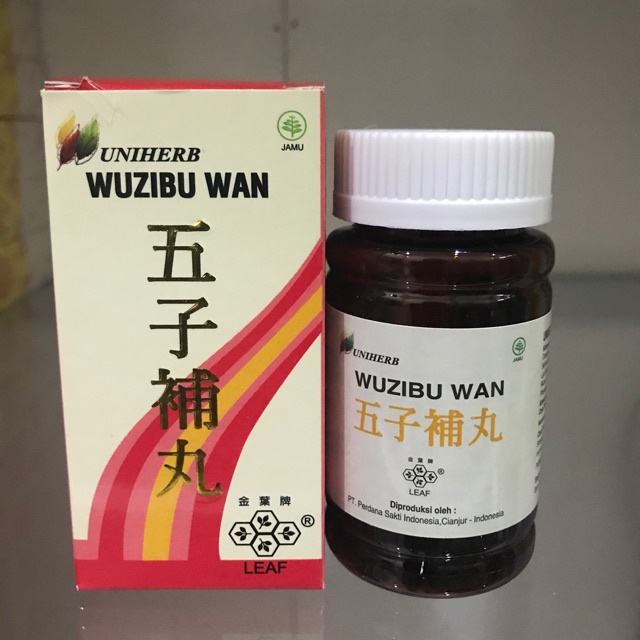 UNIHERB
JAMU
WUZIBU WAN
五子補丸
金葉牌
®
LEAF
UNIHERB
JAMU
WUZIBU WAN
五子補丸
金葉牌
®
LEAF
Diproduksi oleh :
PT. Perdana Sakti Indonesia,Cianjur - Indonesia